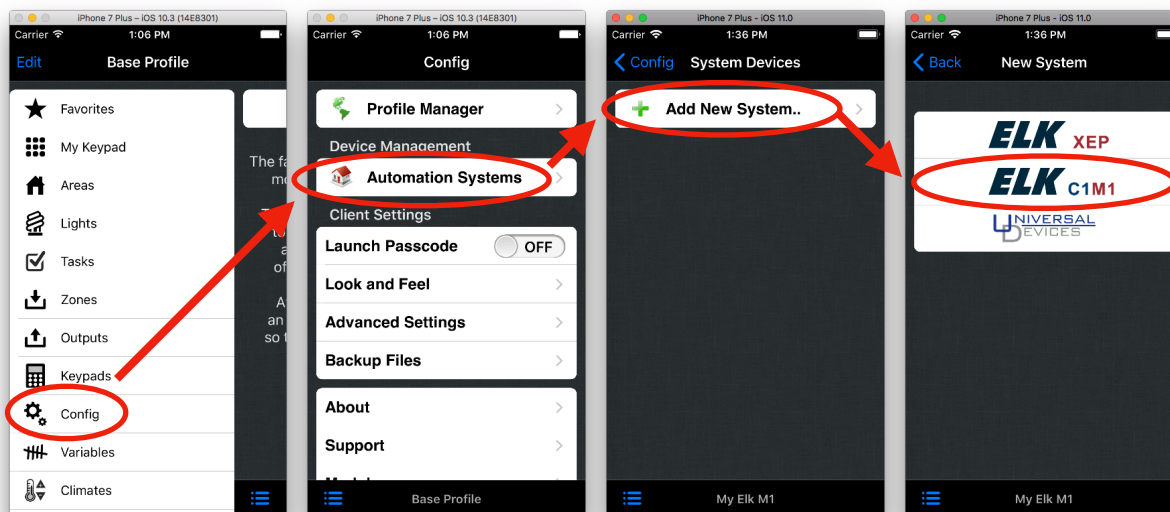 iPhone 7 Plus – iOS 10.3 (14E8301)
Carrier 1:06 PM
Edit Base Profile
Favorites
My Keypad
Areas
Lights
Tasks
Zones
Outputs
Keypads
Config
Variables
Climates
The fa
of
an
so t
iPhone 7 Plus – iOS 10.3 (14E8301)
Carrier 1:06 PM
Config
Profile Manager
Device Management
Automation Systems
Client Settings
Launch Passcode OFF
Look and Feel
Advanced Settings
Backup Files
About
Support
Base Profile
iPhone 7 Plus - iOS 11.0
Carrier 1:36 PM
Config System Devices
Add New System..
My Elk M1
iPhone 7 Plus - iOS 11.0
Carrier 1:36 PM
Back New System
ELK XEP
ELK C1M1
UNIVERSAL
DEVICES
My Elk M1